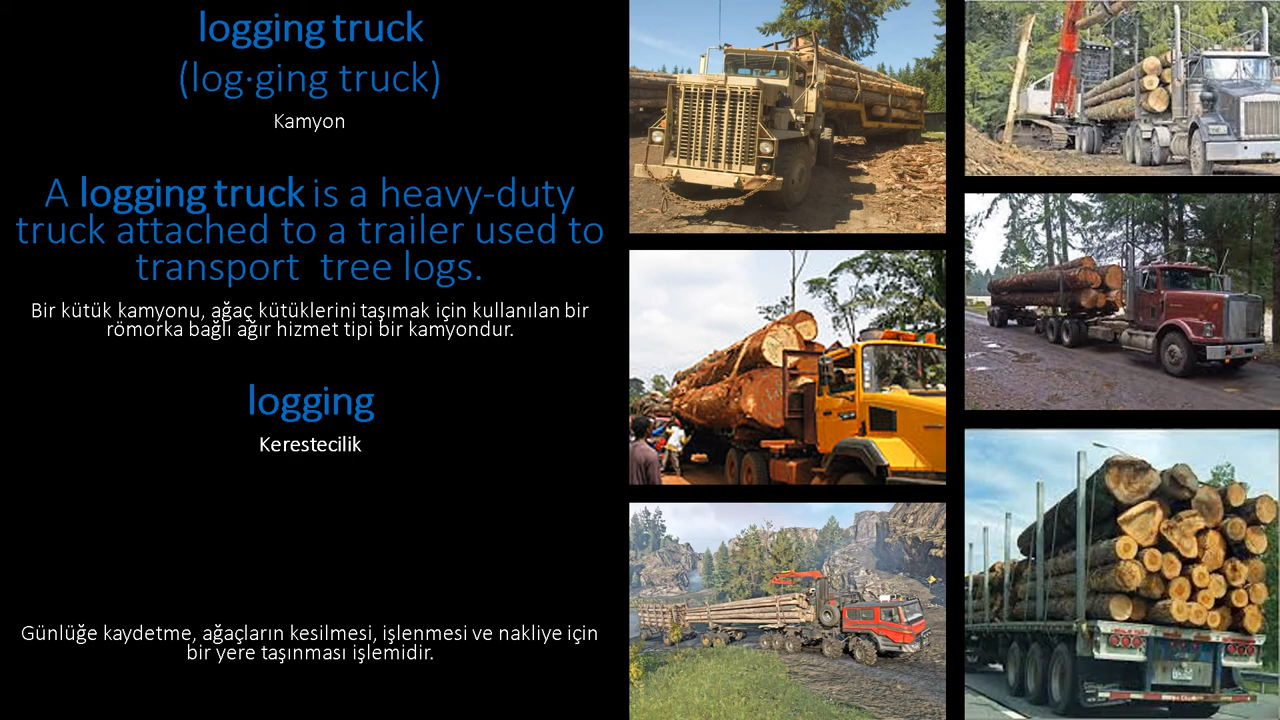 logging truck
(log·ging truck)
Kamyon
A logging truck is a heavy-duty
truck attached to a trailer used to
transport tree logs.
Bir kütük kamyonu, ağaç kütüklerini taşımak için kullanılan bir
römorka bağlı ağır hizmet tipi bir kamyondur.
logging
Kerestecilik
Günlüğe kaydetme, ağaçların kesilmesi, işlenmesi ve nakliye için
bir yere taşınması işlemidir.